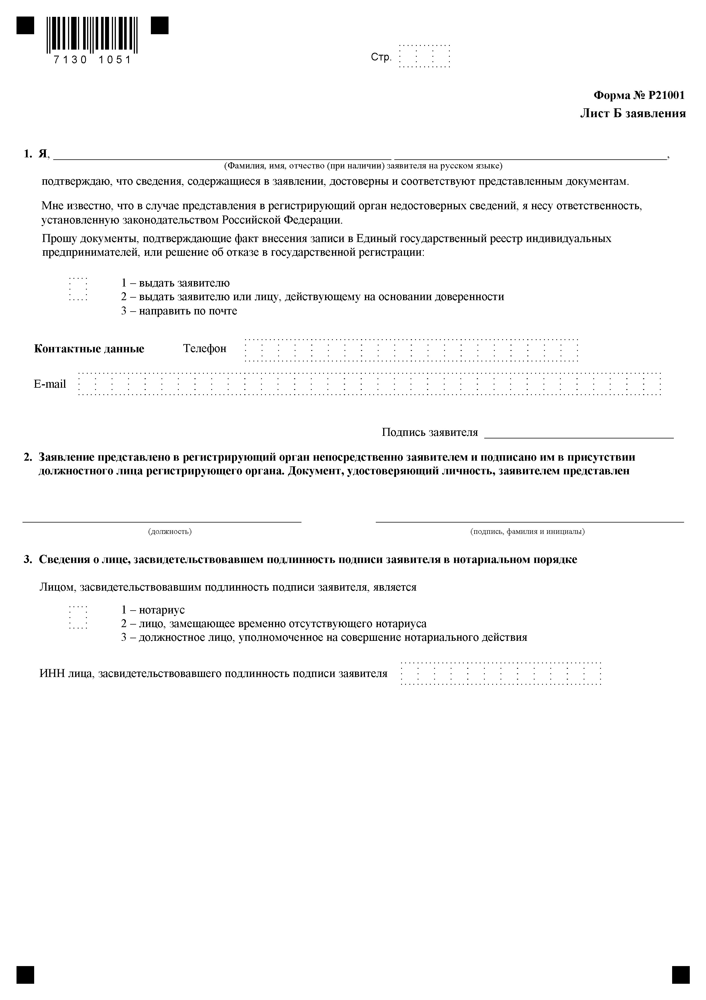 7130 1051
Стр.
Форма № Р21001
Лист Б заявления
1. Я, ,
(Фамилия, имя, отчество (при наличии) заявителя на русском языке)
подтверждаю, что сведения, содержащиеся в заявлении, достоверны и соответствуют представленным документам.
Мне известно, что в случае представления в регистрирующий орган недостоверных сведений, я несу ответственность,
установленную законодательством Российской Федерации.
Прошу документы, подтверждающие факт внесения записи в Единый государственный реестр индивидуальных
предпринимателей, или решение об отказе в государственной регистрации:
1 – выдать заявителю
2 – выдать заявителю или лицу, действующему на основании доверенности
3 – направить по почте
Контактные данные Телефон
E-mail
Подпись заявителя
2. Заявление представлено в регистрирующий орган непосредственно заявителем и подписано им в присутствии
должностного лица регистрирующего органа. Документ, удостоверяющий личность, заявителем представлен
(должность) (подпись, фамилия и инициалы)
3. Сведения о лице, засвидетельствовавшем подлинность подписи заявителя в нотариальном порядке
Лицом, засвидетельствовавшим подлинность подписи заявителя, является
1 – нотариус
2 – лицо, замещающее временно отсутствующего нотариуса
3 – должностное лицо, уполномоченное на совершение нотариального действия
ИНН лица, засвидетельствовавшего подлинность подписи заявителя